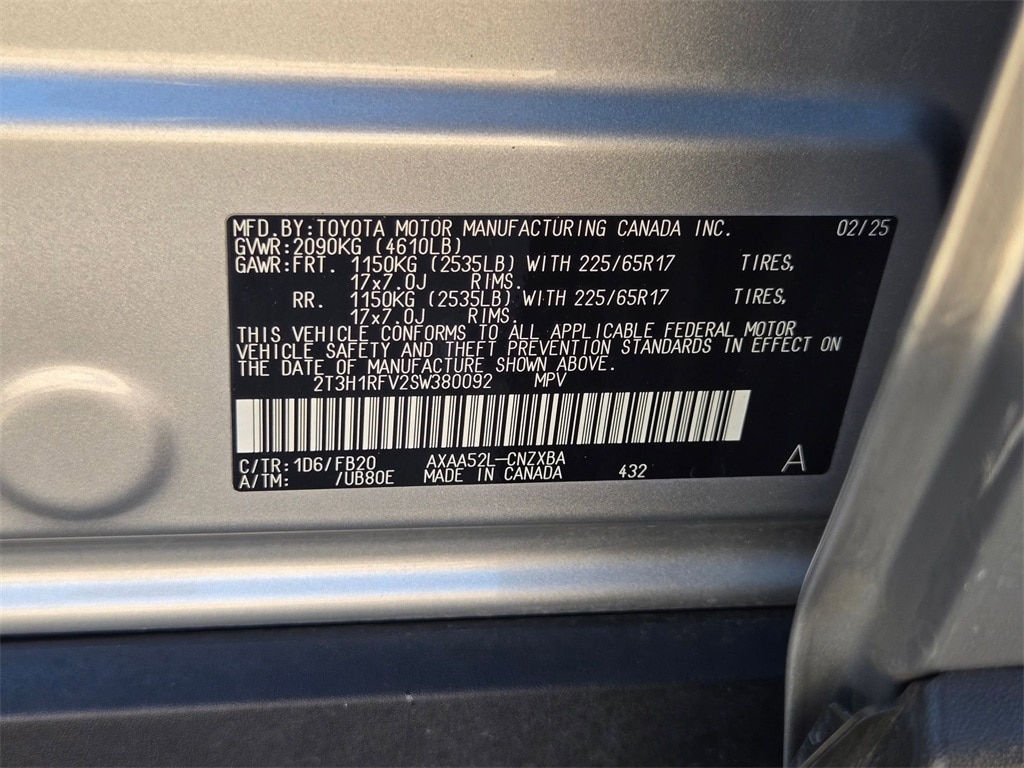 MFD.BY:TOYOTA MOTOR MANUFACTURING CANADA INC. 02/25
GVWR:2090KG (4610LB)
GAWR:FRT. 1150KG (2535LB) WITH 225/65R17 TIRES,
17x7.0J RIMS.
RR. 1150KG (2535LB) WITH 225/65R17 TIRES,
17x7.0J RIMS.
THIS VEHICLE CONFORMS TO ALL APPLICABLE FEDERAL MOTOR
VEHICLE SAFETY AND THEFT PREVENTION STANDARDS IN EFFECT ON
THE DATE OF MANUFACTURE SHOWN ABOVE.
2T3H1RFV2SW380092 MPV
C/TR:1D6/FB20 AXAA52L-CNZXBA
A/TM: /UB80E MADE IN CANADA 432 A